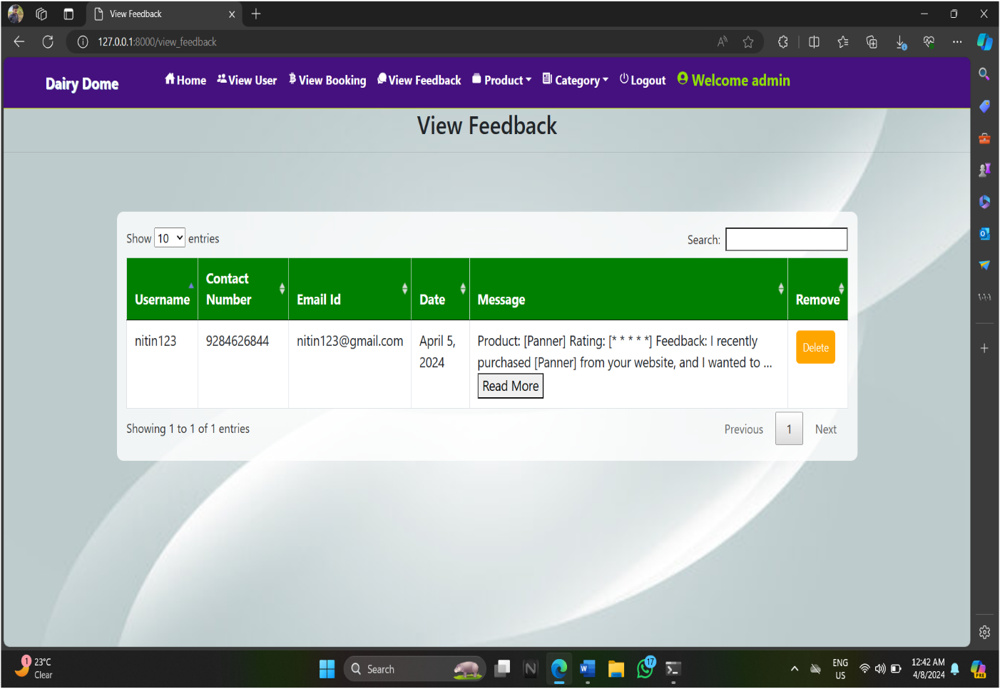 View Feedback
127.0.0.1:8000/view_feedback
Dairy Dome Home View User View Booking View Feedback Product Category Logout Welcome admin
View Feedback
Show 10 entries
Search:
Username Contact Number Email Id Date Message Remove
nitin123 9284626844 nitin123@gmail.com April 5, 2024 Product: [Panner] Rating: [* * * * *] Feedback: I recently
purchased [Panner] from your website, and I wanted to ...
Read More
Delete
Showing 1 to 1 of 1 entries
Previous 1 Next
1
23°C
Clear
Search
17
ENG
US
12:42 AM
4/8/2024
PRE